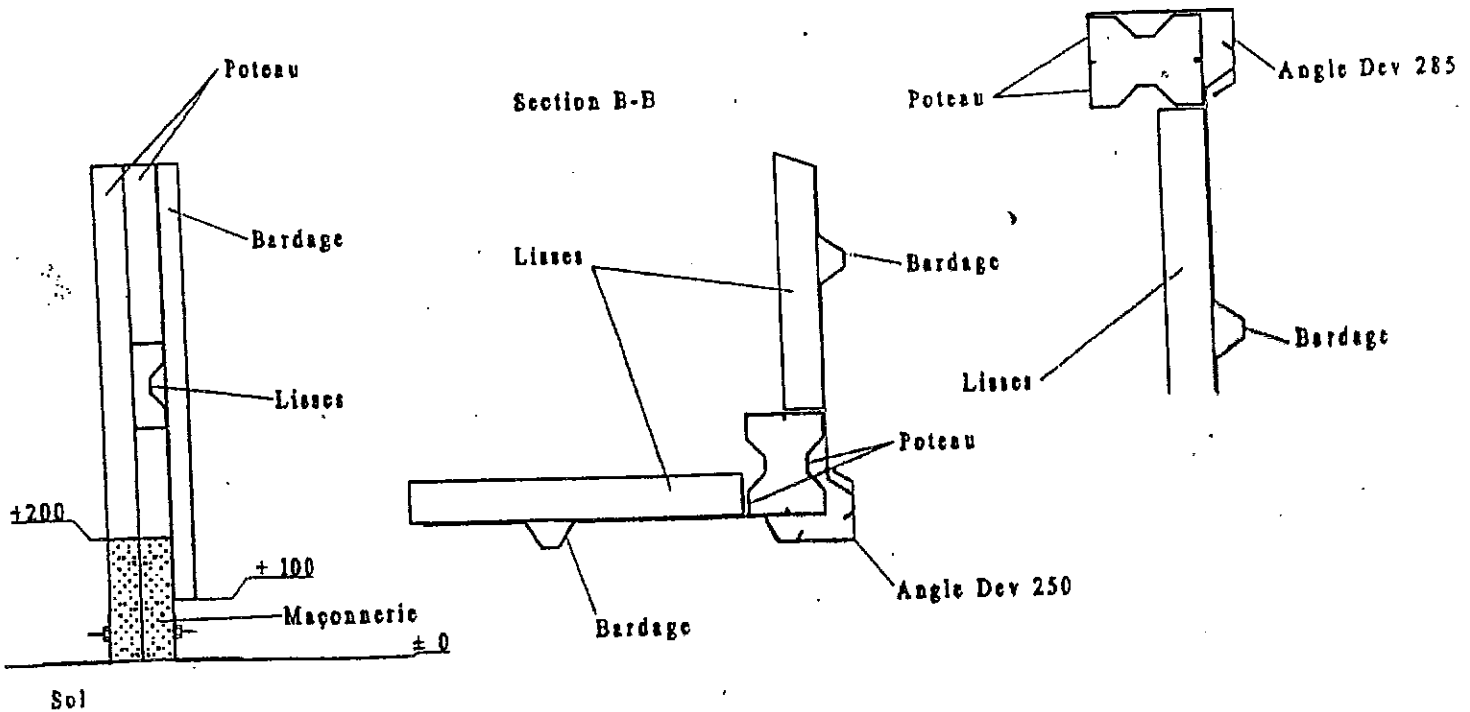 Poteau
Bardage
Lisses
+200
+ 100
Maçonnerie
± 0
Sol
Section B-B
Lisses
Bardage
Poteau
Angle Dev 250
Bardage
Poteau
Angle Dev 285
Lisses
Bardage